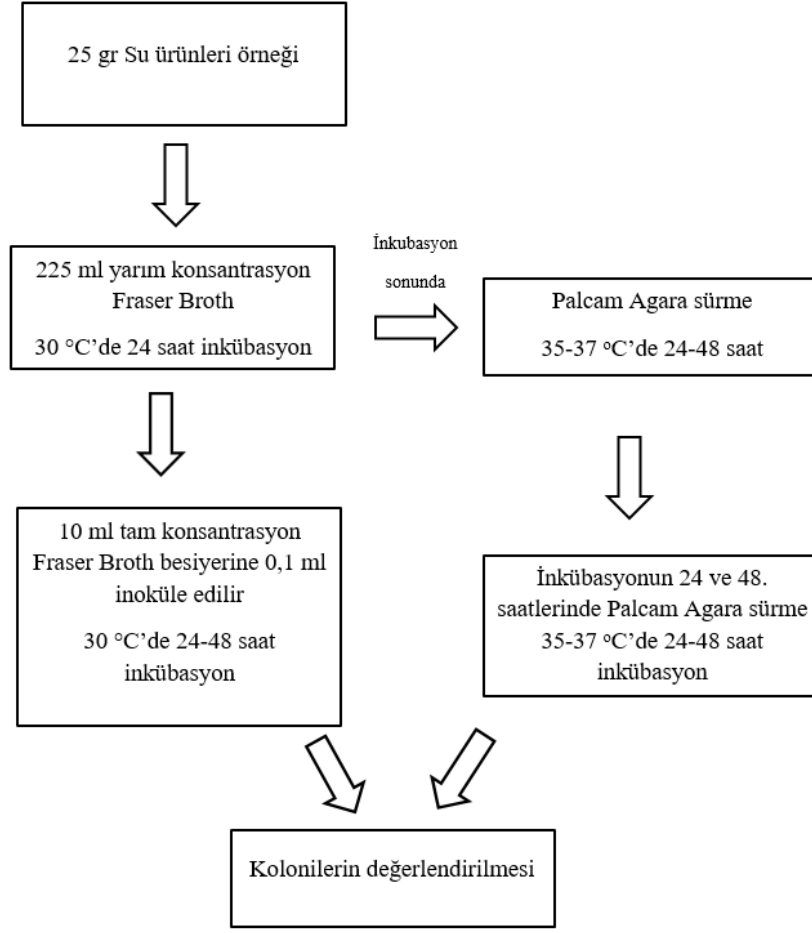 25 gr Su ürünleri örneği
225 ml yarım konsantrasyon
Fraser Broth
30 °C’de 24 saat inkübasyon
İnkubasyon
sonunda
Palcam Agara sürme
35-37 °C’de 24-48 saat
10 ml tam konsantrasyon
Fraser Broth besiyerine 0,1 ml
inoküle edilir
30 °C’de 24-48 saat
inkübasyon
İnkübasyonun 24 ve 48.
saatlerinde Palcam Agara sürme
35-37 °C’de 24-48 saat
inkübasyon
Kolonilerin değerlendirilmesi